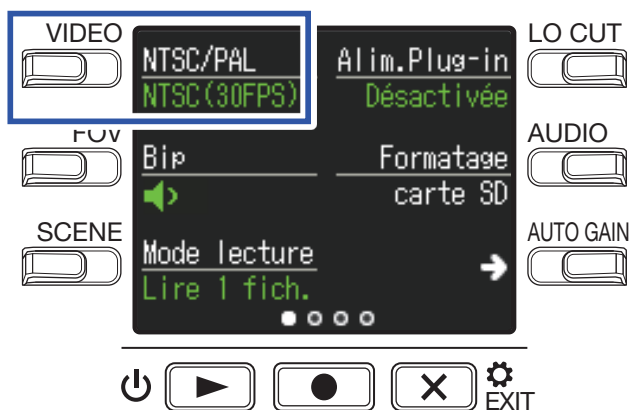 VIDEO
NTSC/PAL
NTSC(30FPS)
Alim.Plug-in
Désactivée
LO CUT
FOV
Bip
Formatage
carte SD
AUDIO
SCENE
Mode lecture
Lire 1 fich.
AUTO GAIN
EXIT